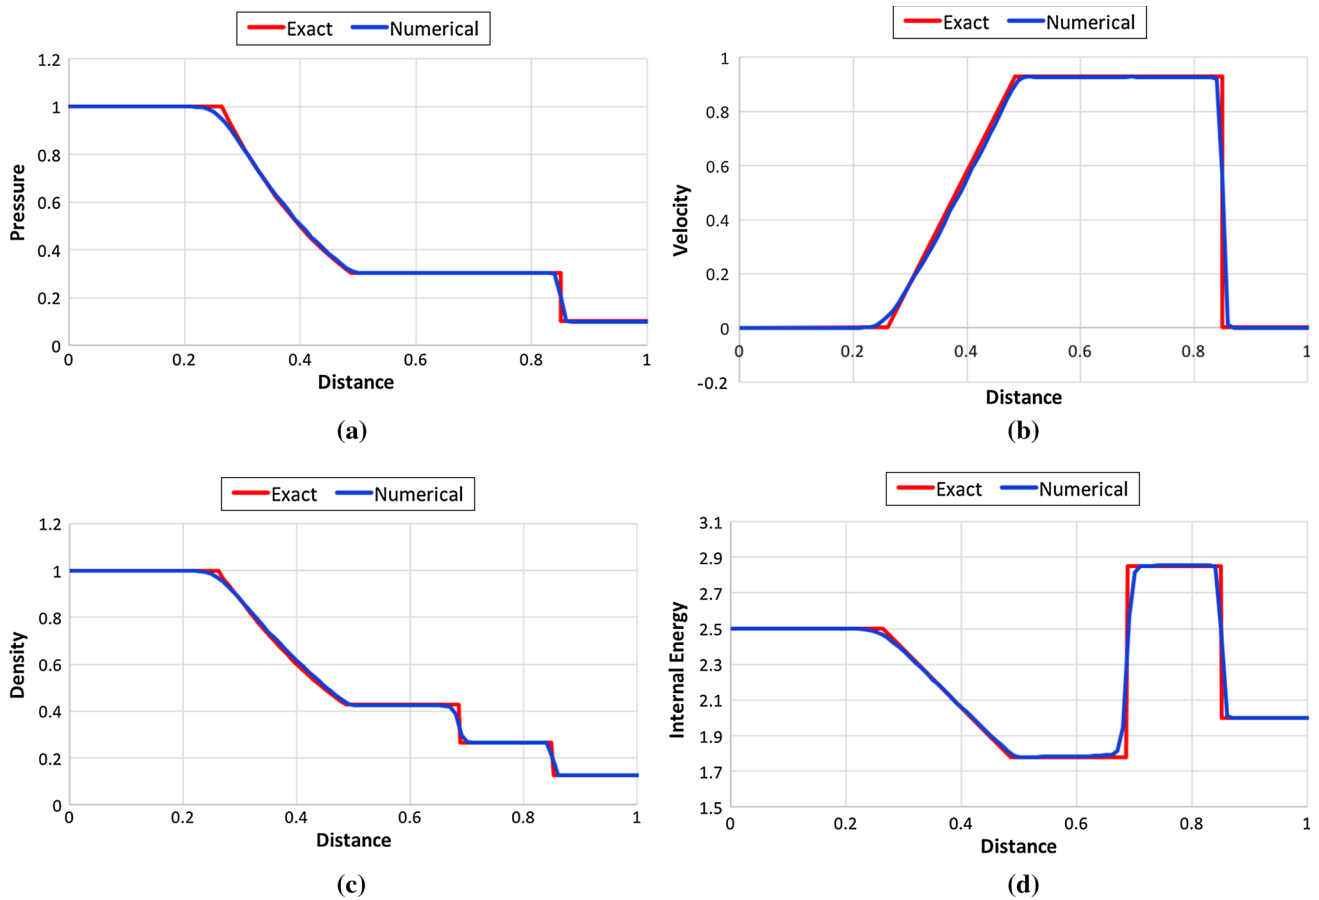 Exact Numerical
1.2
1
0.8
0.6
0.4
0.2
0
Pressure
0 0.2 0.4 0.6 0.8 1
Distance
(a)
Exact Numerical
1
0.8
0.6
0.4
0.2
0
-0.2
Velocity
0 0.2 0.4 0.6 0.8 1
Distance
(b)
Exact Numerical
1.2
1
0.8
0.6
0.4
0.2
0
Density
0 0.2 0.4 0.6 0.8 1
Distance
(c)
Exact Numerical
3.1
2.9
2.7
2.5
2.3
2.1
1.9
1.7
1.5
Internal Energy
0 0.2 0.4 0.6 0.8 1
Distance
(d)